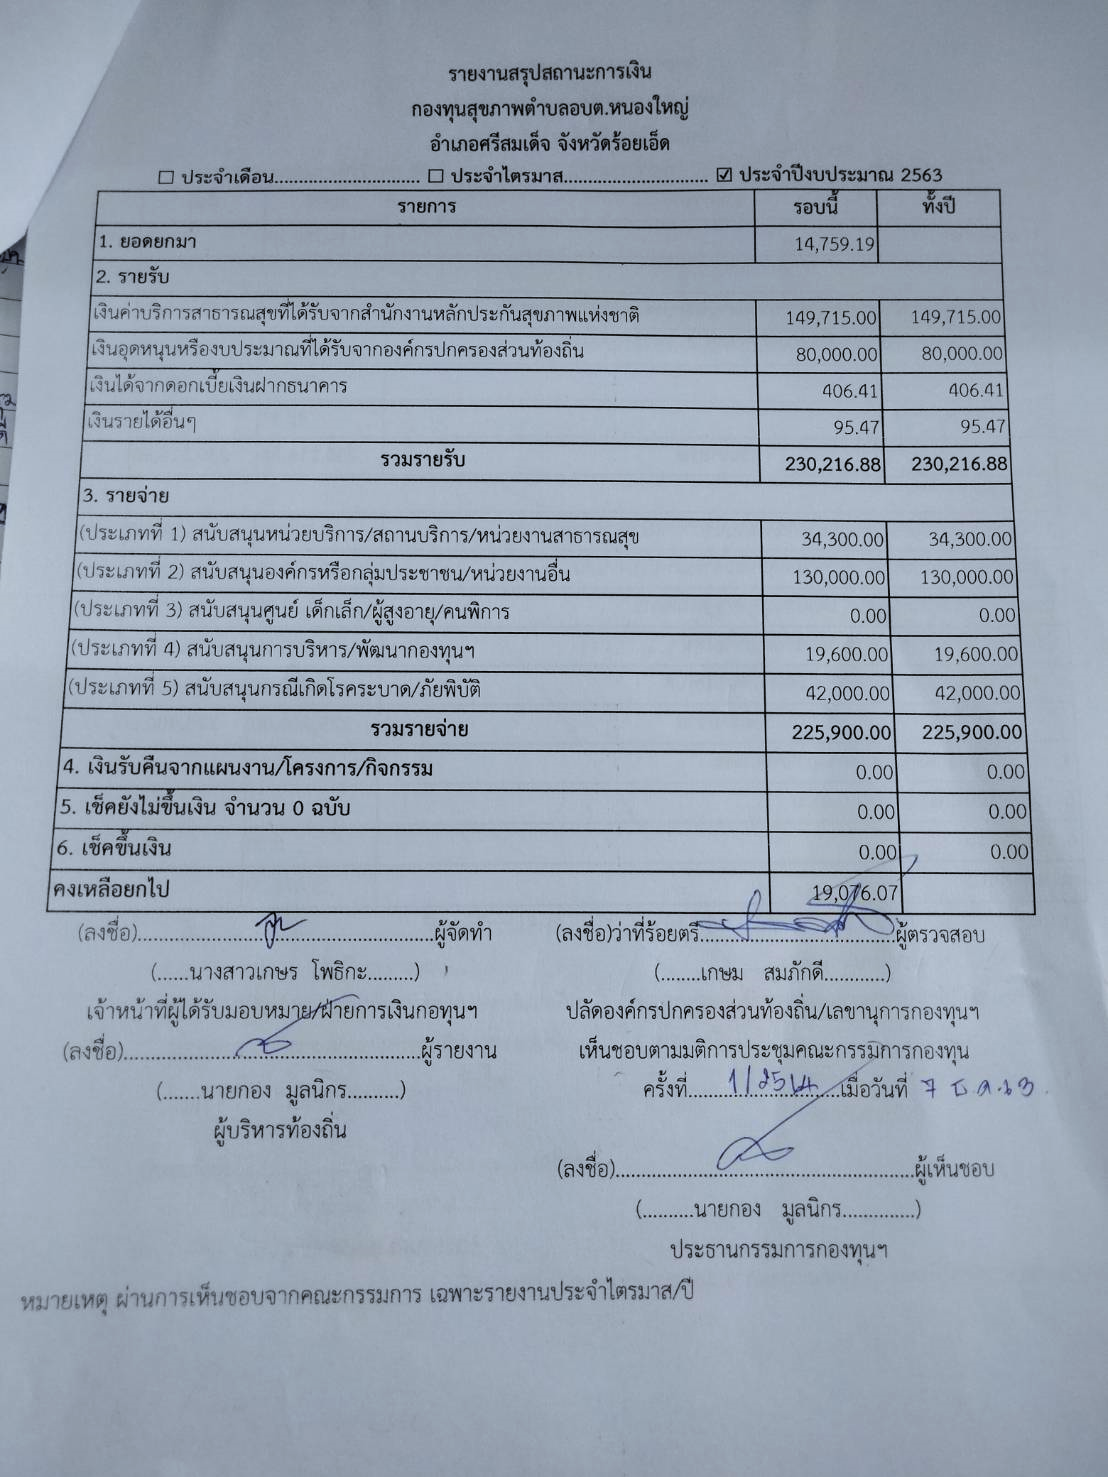 รายงานสรุปสถานะการเงิน
กองทุนสุขภาพตำบลอบต.หนองใหญ่
อำเภอศรีสมเด็จ จังหวัดร้อยเอ็ด
☐ ประจำเดือน.............................. ☐ ประจำไตรมาส.............................. ☑ ประจำปีงบประมาณ 2563
รายการ รอบนี้ ทั้งปี
1. ยอดยกมา 14,759.19
2. รายรับ
เงินค่าบริการสาธารณสุขที่ได้รับจากสำนักงานหลักประกันสุขภาพแห่งชาติ 149,715.00 149,715.00
เงินอุดหนุนหรืองบประมาณที่ได้รับจากองค์กรปกครองส่วนท้องถิ่น 80,000.00 80,000.00
เงินได้จากดอกเบี้ยเงินฝากธนาคาร 406.41 406.41
เงินรายได้อื่นๆ 95.47 95.47
รวมรายรับ 230,216.88 230,216.88
3. รายจ่าย
(ประเภทที่ 1) สนับสนุนหน่วยบริการ/สถานบริการ/หน่วยงานสาธารณสุข 34,300.00 34,300.00
(ประเภทที่ 2) สนับสนุนองค์กรหรือกลุ่มประชาชน/หน่วยงานอื่น 130,000.00 130,000.00
(ประเภทที่ 3) สนับสนุนศูนย์ เด็กเล็ก/ผู้สูงอายุ/คนพิการ 0.00 0.00
(ประเภทที่ 4) สนับสนุนการบริหาร/พัฒนากองทุนฯ 19,600.00 19,600.00
(ประเภทที่ 5) สนับสนุนกรณีเกิดโรคระบาด/ภัยพิบัติ 42,000.00 42,000.00
รวมรายจ่าย 225,900.00 225,900.00
4. เงินรับคืนจากแผนงาน/โครงการ/กิจกรรม 0.00 0.00
5. เช็คยังไม่ขึ้นเงิน จำนวน 0 ฉบับ 0.00 0.00
6. เช็คขึ้นเงิน 0.00 0.00
คงเหลือยกไป 19,076.07
(ลงชื่อ)..................................................ผู้จัดทำ (ลงชื่อ)ว่าที่ร้อยตรี..................................ผู้ตรวจสอบ
(......นางสาวเกษร โพธิกะ.........) (........เกษม สมภักดี............)
เจ้าหน้าที่ผู้ได้รับมอบหมาย/ฝ่ายการเงินกอทุนฯ ปลัดองค์กรปกครองส่วนท้องถิ่น/เลขานุการกองทุนฯ
(ลงชื่อ)..................................................ผู้รายงาน เห็นชอบตามมติการประชุมคณะกรรมการกองทุน
(.......นายกอง มูลนิกร..........) ครั้งที่......1/2564......เมื่อวันที่ 7 ธ.ค.63.
ผู้บริหารท้องถิ่น
(ลงชื่อ)..................................................ผู้เห็นชอบ
(..........นายกอง มูลนิกร..............)
ประธานกรรมการกองทุนฯ
หมายเหตุ ผ่านการเห็นชอบจากคณะกรรมการ เฉพาะรายงานประจำไตรมาส/ปี